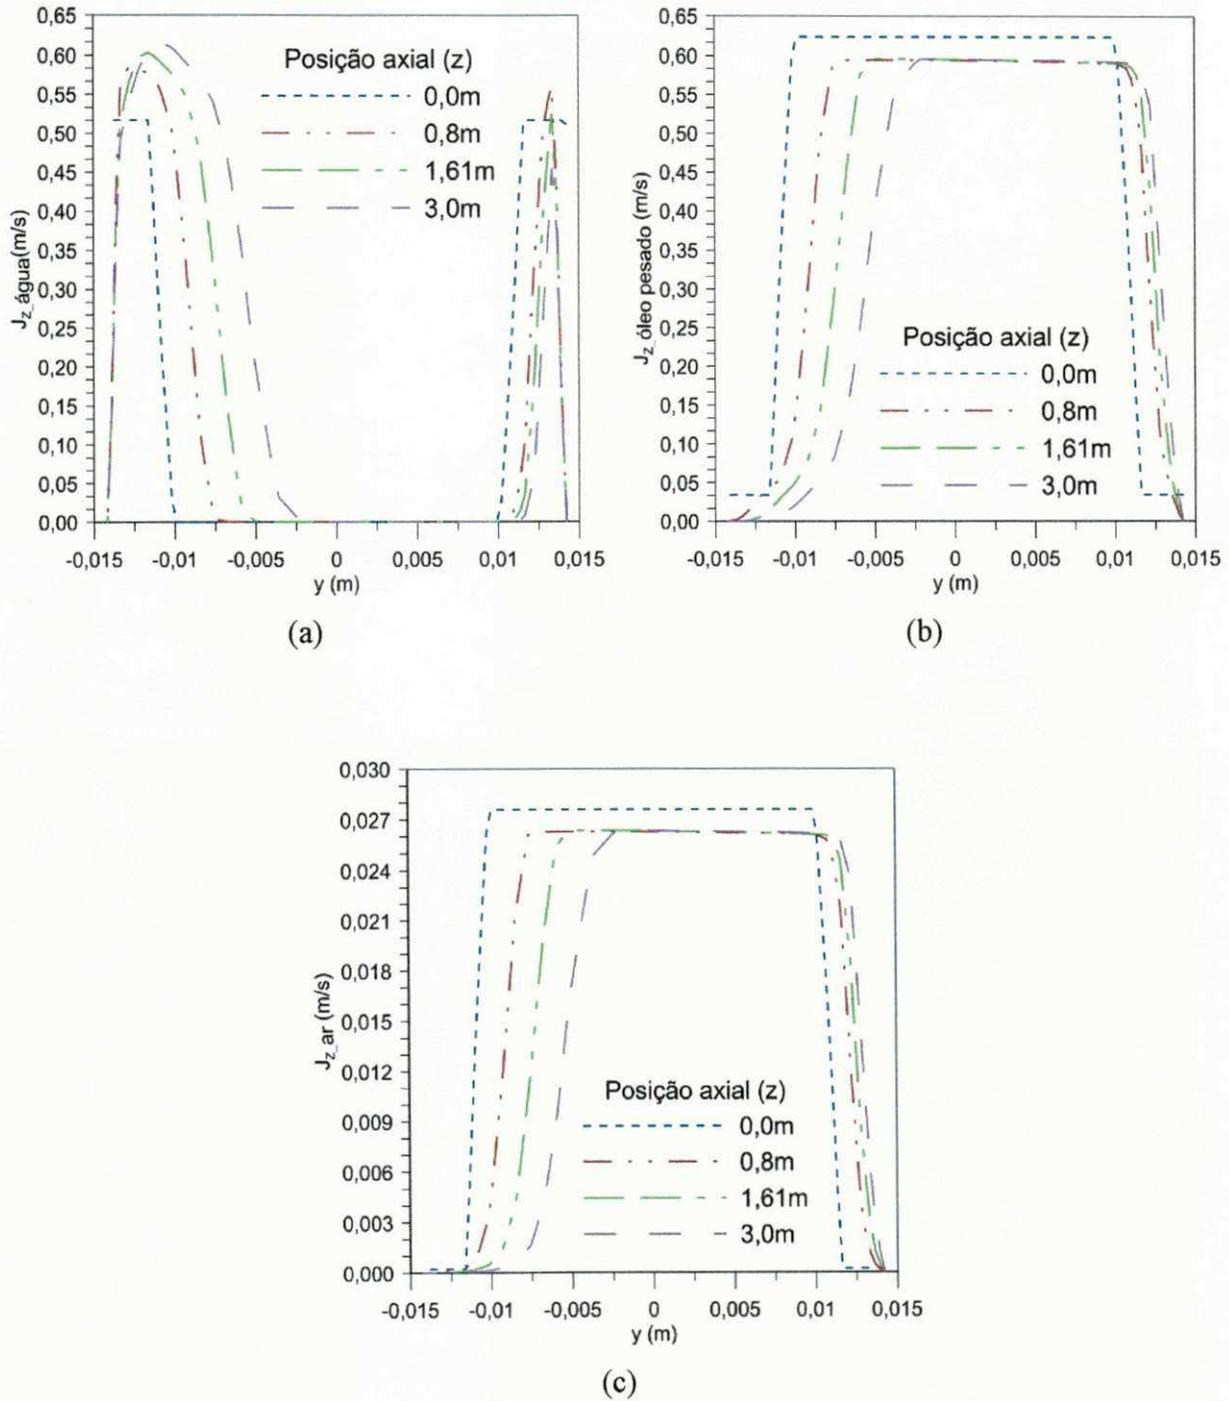 0,65
0,60
0,55
0,50
0,45
0,40
0,35
0,30
0,25
0,20
0,15
0,10
0,05
0,00
Jz_água(m/s)
Posição axial (z)
0,0m
0,8m
1,61m
3,0m
-0,015 -0,01 -0,005 0 0,005 0,01 0,015
y (m)
(a)
0,65
0,60
0,55
0,50
0,45
0,40
0,35
0,30
0,25
0,20
0,15
0,10
0,05
0,00
Jz_óleo pesado (m/s)
Posição axial (z)
0,0m
0,8m
1,61m
3,0m
-0,015 -0,01 -0,005 0 0,005 0,01 0,015
y (m)
(b)
0,030
0,027
0,024
0,021
0,018
0,015
0,012
0,009
0,006
0,003
0,000
Jz_ar (m/s)
Posição axial (z)
0,0m
0,8m
1,61m
3,0m
-0,015 -0,01 -0,005 0 0,005 0,01 0,015
y (m)
(c)